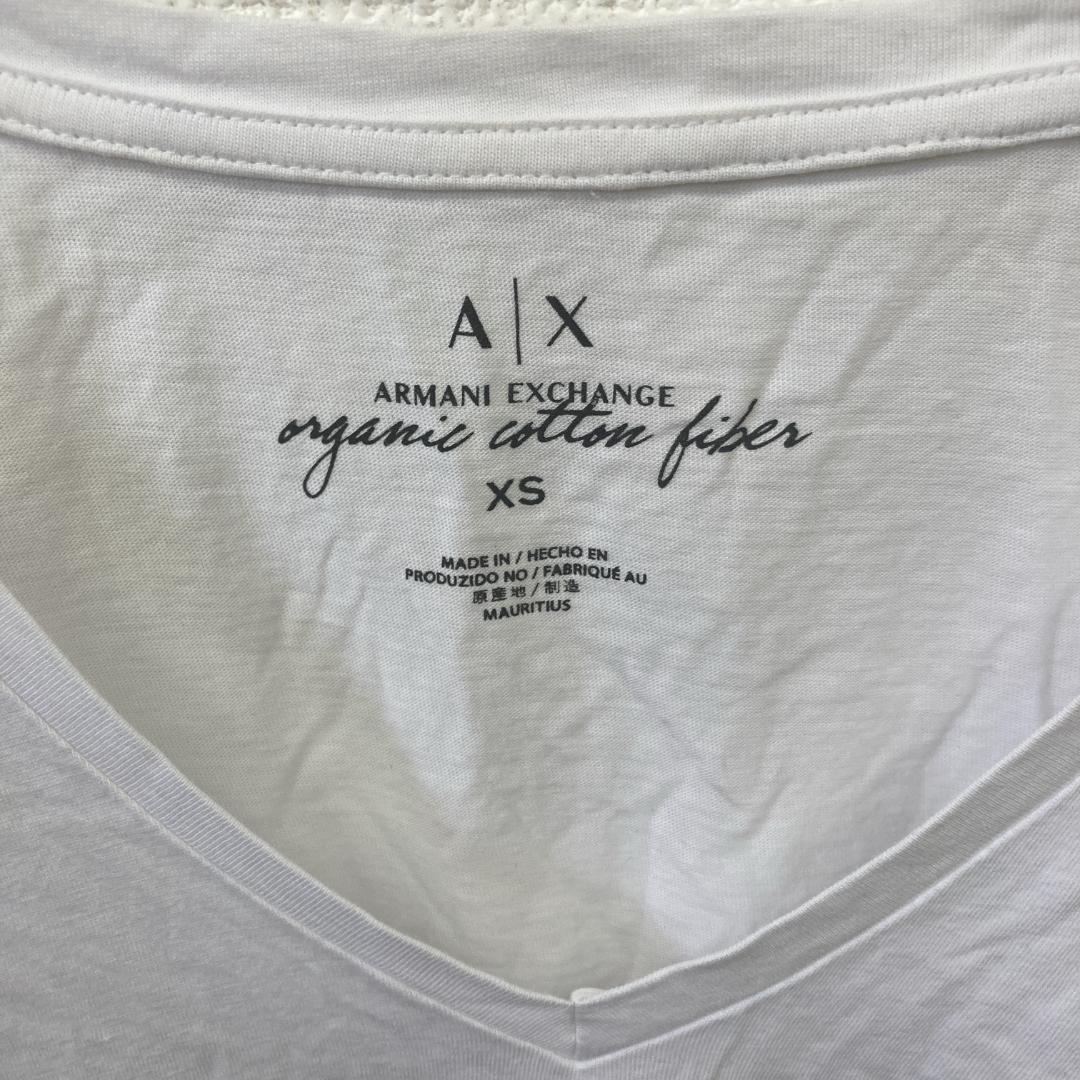 A|X
ARMANI EXCHANGE
organic cotton fiber
XS
MADE IN / HECHO EN
PRODUZIDO NO / FABRIQUÉ AU
原産地 / 制造
MAURITIUS